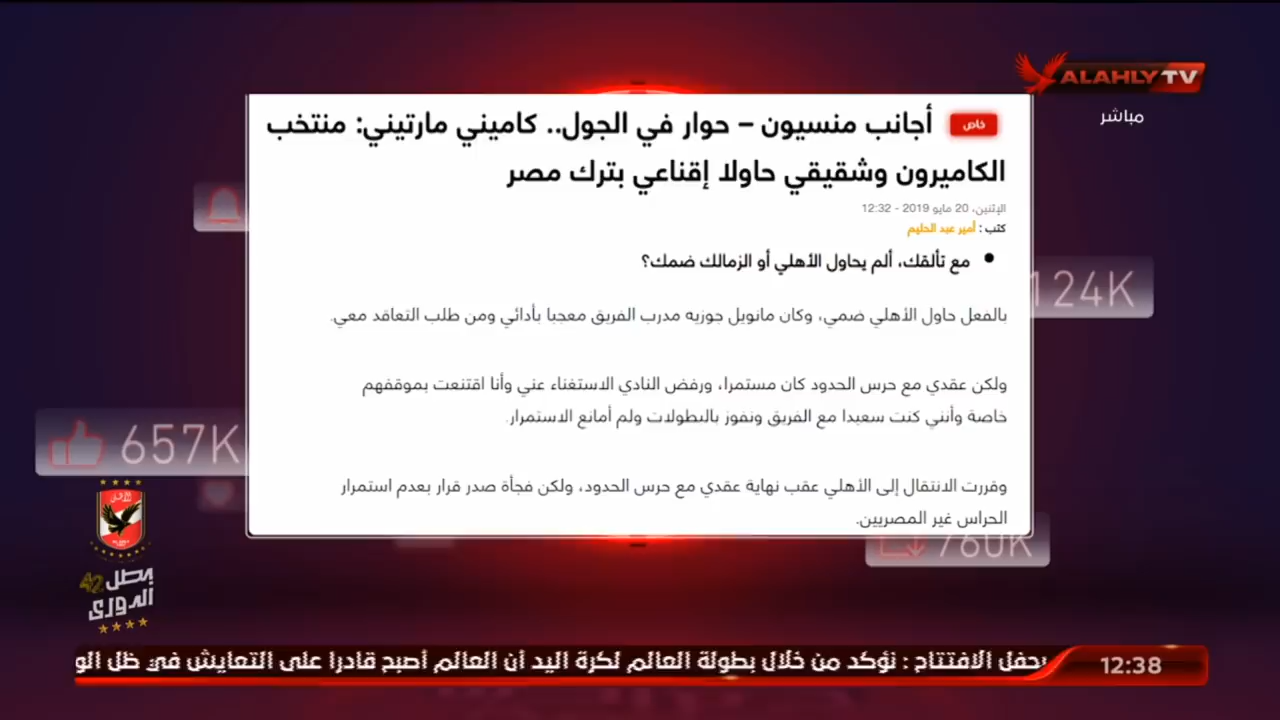 ALAHLY TV
مباشر
خاص أجانب منسيون – حوار في الجول.. كاميني مارتيني: منتخب
الكاميرون وشقيقي حاولا إقناعي بترك مصر
الإثنين، 20 مايو 2019 - 12:32
كتب : أمير عبد الحليم
• مع تألقك، ألم يحاول الأهلي أو الزمالك ضمك؟
بالفعل حاول الأهلي ضمي، وكان مانويل جوزيه مدرب الفريق معجبا بأدائي ومن طلب التعاقد معي.
ولكن عقدي مع حرس الحدود كان مستمرا، ورفض النادي الاستغناء عني وأنا اقتنعت بموقفهم
خاصة وأنني كنت سعيدا مع الفريق ونفوز بالبطولات ولم أمانع الاستمرار.
وقررت الانتقال إلى الأهلي عقب نهاية عقدي مع حرس الحدود، ولكن فجأة صدر قرار بعدم استمرار
الحراس غير المصريين.
124K
657K
760K
بطل 42
الدوري
بحفل الافتتاح : نؤكد من خلال بطولة العالم لكرة اليد أن العالم أصبح قادرا على التعايش في ظل الو
12:38